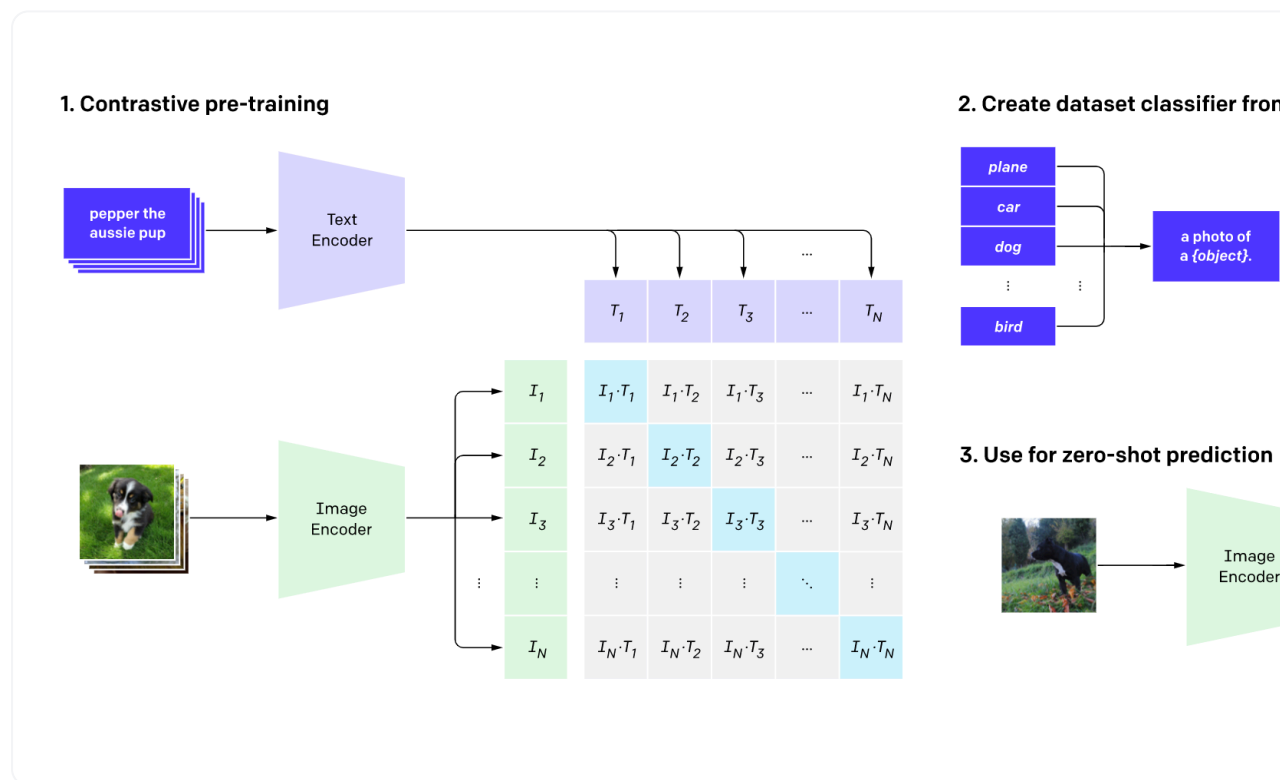 1. Contrastive pre-training
pepper the
aussie pup
Text
Encoder
...
T1 T2 T3 ... TN
I1 I1·T1 I1·T2 I1·T3 ... I1·TN
I2 I2·T1 I2·T2 I2·T3 ... I2·TN
I3 I3·T1 I3·T2 I3·T3 ... I3·TN
⋮ ⋮ ⋮ ⋮ ⋮ ⋱ ⋮
IN IN·T1 IN·T2 IN·T3 ... IN·TN
Image
Encoder
2. Create dataset classifier
plane
car
dog
⋮ ⋮
bird
a photo of
a {object}.
3. Use for zero-shot prediction
Image
Encoder